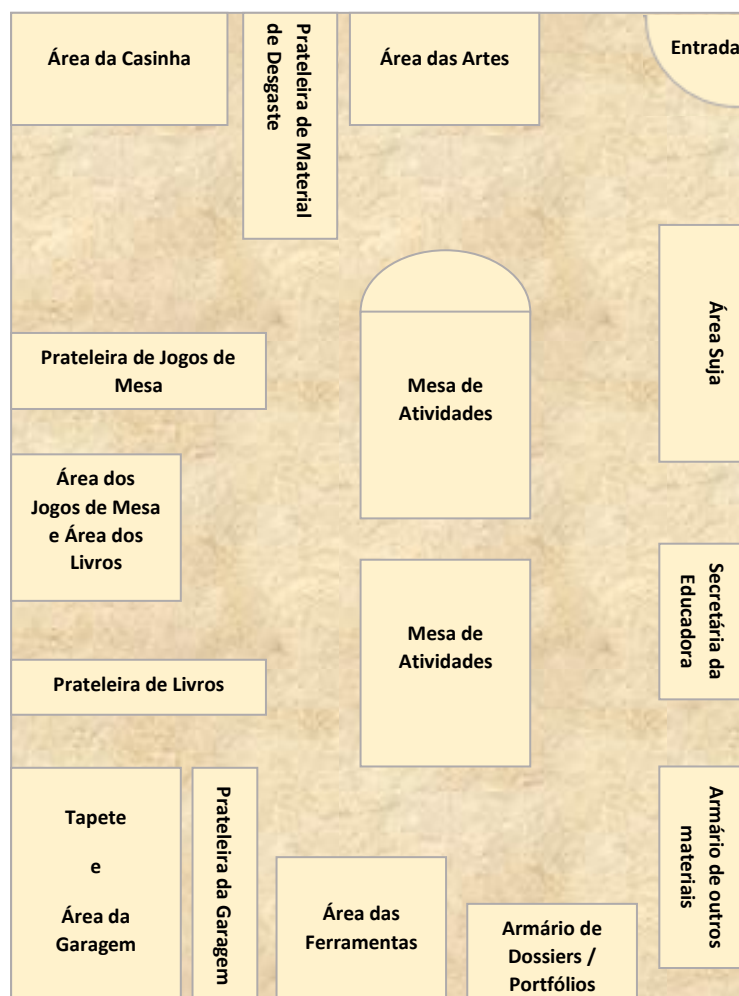 Área da Casinha
Prateleira de Material
de Desgaste
Área das Artes
Entrada
Área Suja
Prateleira de Jogos de
Mesa
Mesa de
Atividades
Área dos
Jogos de Mesa
e Área dos
Livros
Secretária da
Educadora
Mesa de
Atividades
Prateleira de Livros
Tapete
e
Área da
Garagem
Prateleira da Garagem
Área das
Ferramentas
Armário de
Dossiers /
Portfólios
Armário de outros
materiais